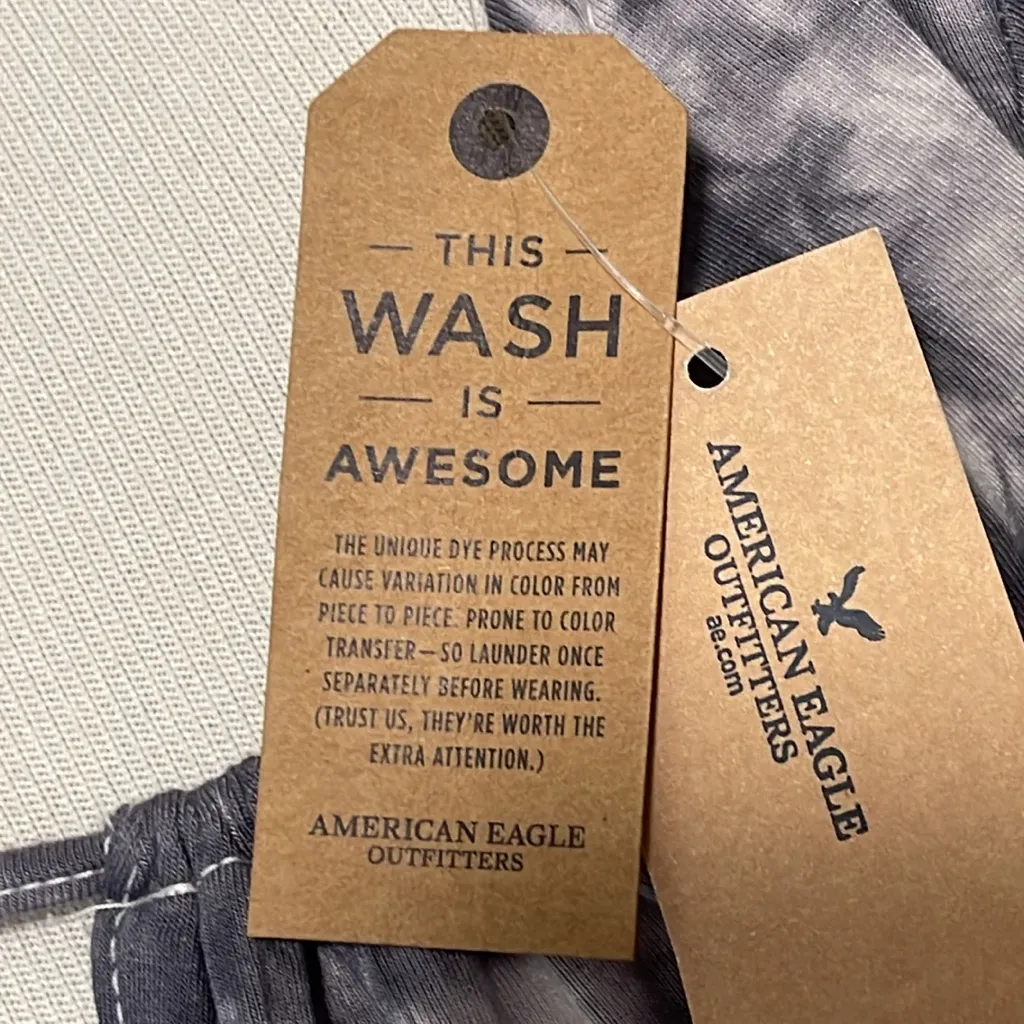 THIS
WASH
IS
AWESOME
THE UNIQUE DYE PROCESS MAY
CAUSE VARIATION IN COLOR FROM
PIECE TO PIECE. PRONE TO COLOR
TRANSFER—SO LAUNDER ONCE
SEPARATELY BEFORE WEARING.
(TRUST US, THEY'RE WORTH THE
EXTRA ATTENTION.)
AMERICAN EAGLE
OUTFITTERS
AMERICAN EAGLE
OUTFITTERS
ae.com